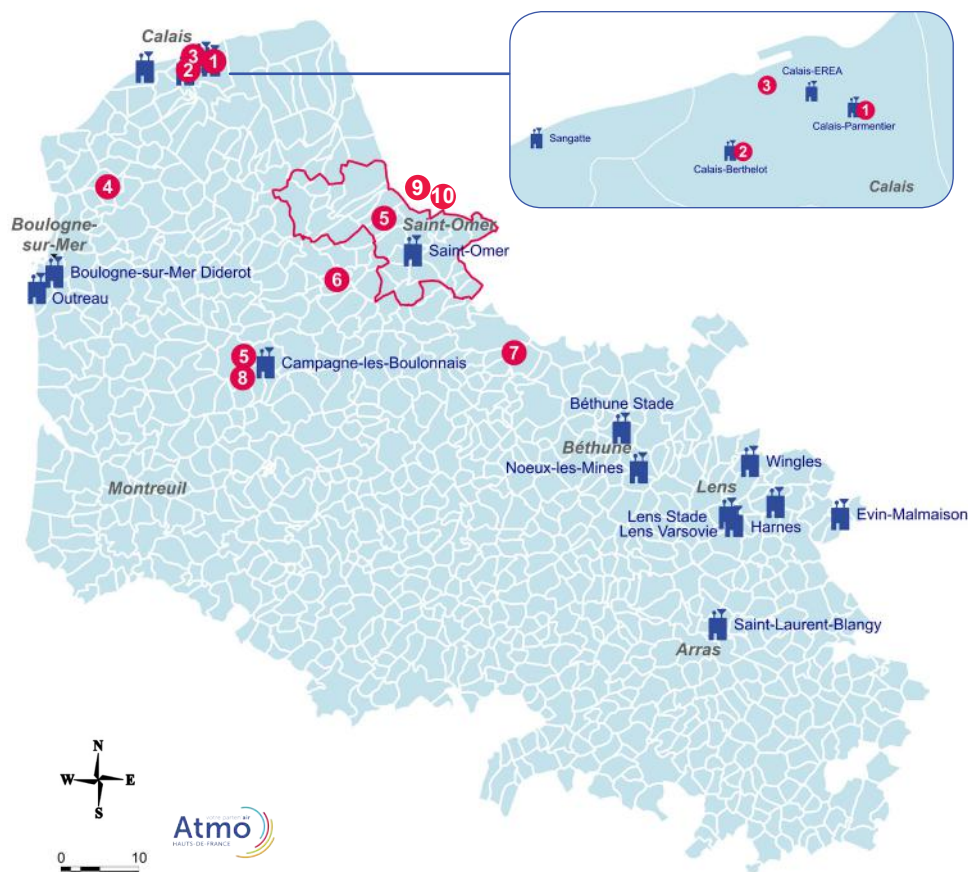 Calais
3
1
2
Calais-EREA
3
1
Calais-Parmentier
Sangatte
2
Calais-Berthelot
Calais
4
9
10
5
Saint-Omer
Saint-Omer
Boulogne-
sur-Mer
Boulogne-sur-Mer Diderot
Outreau
6
5
Campagne-les-Boulonnais
8
7
Béthune Stade
Béthune
Noeux-les-Mines
Wingles
Lens
Montreuil
Lens Stade
Lens Varsovie
Harnes
Evin-Malmaison
Saint-Laurent-Blangy
Arras
N
W
E
S
Atmo
HAUTS-DE-FRANCE
0
10